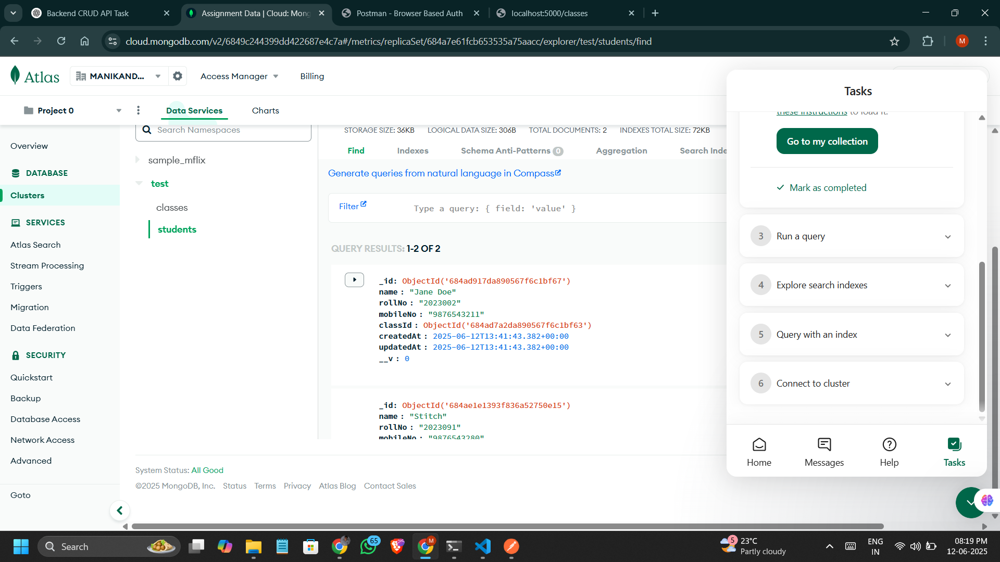 Backend CRUD API Task
Assignment Data | Cloud: Mong
Postman - Browser Based Auth
localhost:5000/classes
cloud.mongodb.com/v2/6849c244399dd422687e4c7a#/metrics/replicaSet/684a7e61fcb653535a75aacc/explorer/test/students/find
M
Atlas
MANIKAND...
Access Manager
Billing
Project 0
Data Services
Charts
Overview
DATABASE
Clusters
SERVICES
Atlas Search
Stream Processing
Triggers
Migration
Data Federation
SECURITY
Quickstart
Backup
Database Access
Network Access
Advanced
Goto
Search Namespaces
sample_mflix
test
classes
students
STORAGE SIZE: 36KB LOGICAL DATA SIZE: 306B TOTAL DOCUMENTS: 2 INDEXES TOTAL SIZE: 72KB
Find Indexes Schema Anti-Patterns 0 Aggregation Search Inde
Generate queries from natural language in Compass
Filter
Type a query: { field: 'value' }
QUERY RESULTS: 1-2 OF 2
_id: ObjectId('684ad917da890567f6c1bf67')
name : "Jane Doe"
rollNo : "2023002"
mobileNo : "9876543211"
classId : ObjectId('684ad7a2da890567f6c1bf63')
createdAt : 2025-06-12T13:41:43.382+00:00
updatedAt : 2025-06-12T13:41:43.382+00:00
__v : 0
_id: ObjectId('684ae1e1393f836a52750e15')
name : "Stitch"
rollNo : "2023091"
mobileNo : "9876543280"
System Status: All Good
©2025 MongoDB, Inc. Status Terms Privacy Atlas Blog Contact Sales
Tasks
these instructions to load it.
Go to my collection
Mark as completed
3 Run a query
4 Explore search indexes
5 Query with an index
6 Connect to cluster
Home
Messages
Help
Tasks
Search
65
M
5
23°C
Partly cloudy
ENG
IN
08:19 PM
12-06-2025